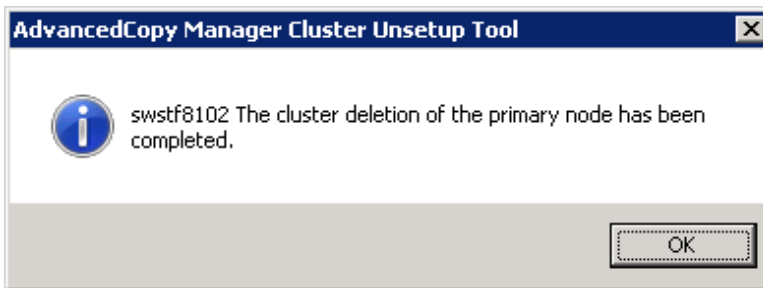 AdvancedCopy Manager Cluster Unsetup Tool
swstf8102 The cluster deletion of the primary node has been
completed.
OK